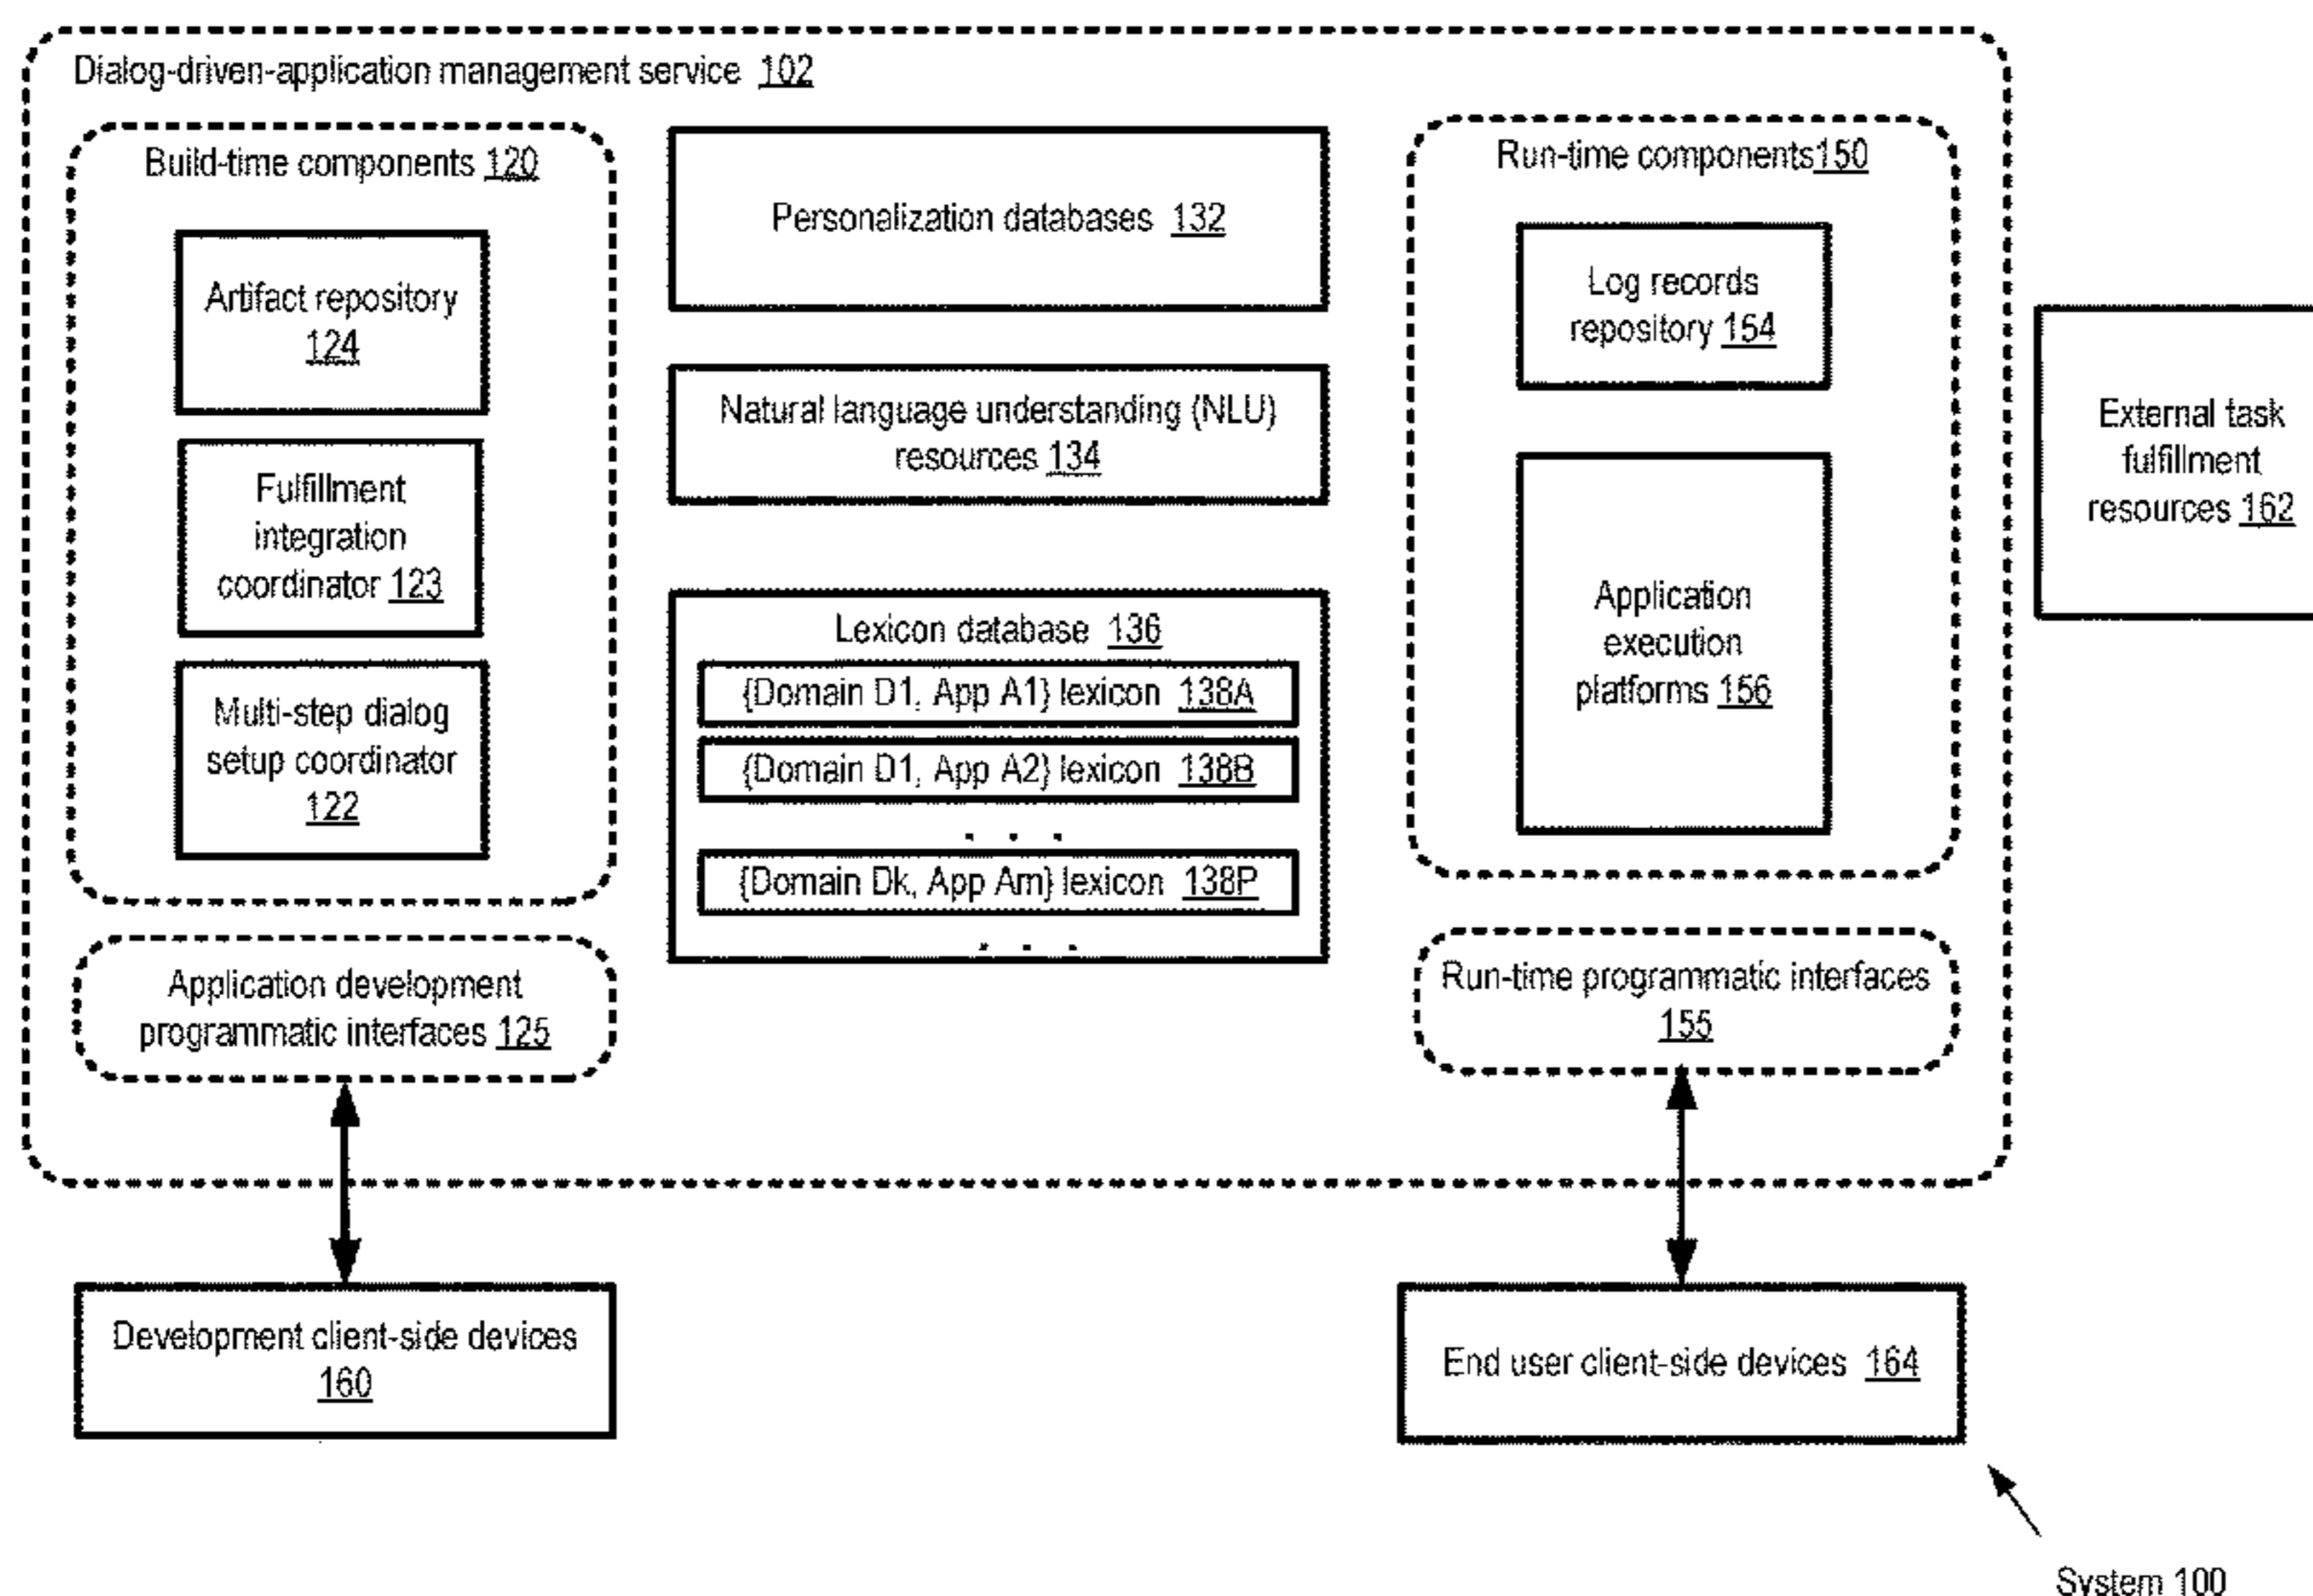 Dialog-driven-application management service 102
Build-time components 120
Artifact repository
124
Fulfillment
integration
coordinator 123
Multi-step dialog
setup coordinator
122
Application development
programmatic interfaces 125
Development client-side devices
160
Personalization databases 132
Natural language understanding (NLU)
resources 134
Lexicon database 136
{Domain D1, App A1} lexicon 138A
{Domain D1, App A2} lexicon 138B
. . .
{Domain Dk, App Am} lexicon 138P
. . .
Run-time components150
Log records
repository 154
Application
execution
platforms 156
Run-time programmatic interfaces
155
End user client-side devices 164
External task
fulfillment
resources 162
System 100